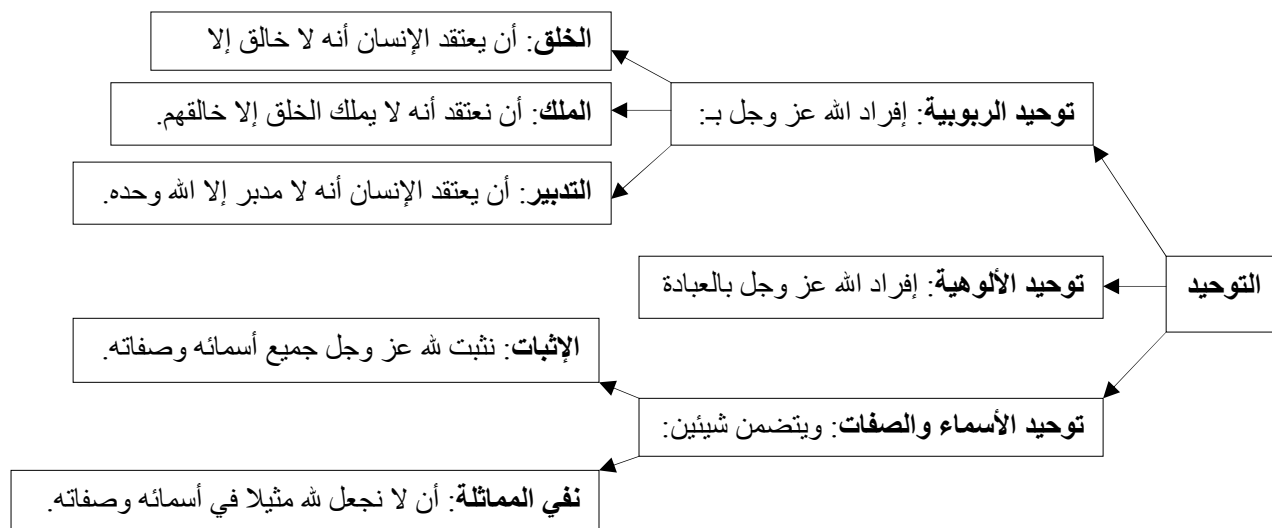 التوحيد
توحيد الربوبية: إفراد الله عز وجل بـ:
الخلق: أن يعتقد الإنسان أنه لا خالق إلا
الملك: أن نعتقد أنه لا يملك الخلق إلا خالقهم.
التدبير: أن يعتقد الإنسان أنه لا مدبر إلا الله وحده.
توحيد الألوهية: إفراد الله عز وجل بالعبادة
توحيد الأسماء والصفات: ويتضمن شيئين:
الإثبات: نثبت لله عز وجل جميع أسمائه وصفاته.
نفي المماثلة: أن لا نجعل لله مثيلا في أسمائه وصفاته.